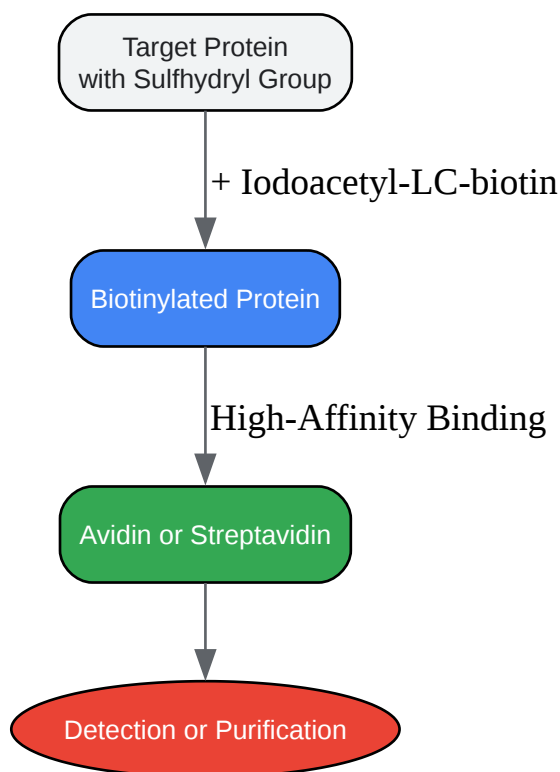 Target Protein
with Sulfhydryl Group
+ Iodoacetyl-LC-biotin
Biotinylated Protein
High-Affinity Binding
Avidin or Streptavidin
Detection or Purification